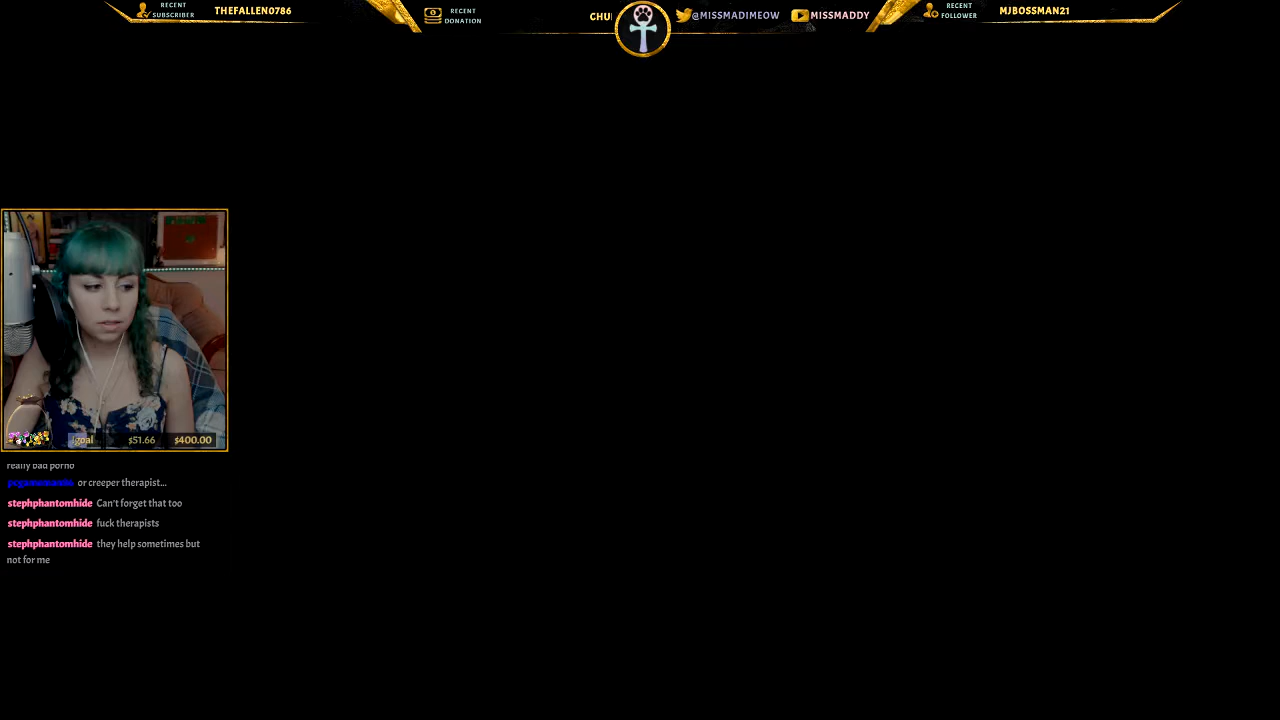 RECENT
SUBSCRIBER
THEFALLEN0786
RECENT
DONATION
CHU
@MISSMADIMEOW
MISSMADDY
RECENT
FOLLOWER
MJBOSSMAN21
goal $51.66 $400.00
really bad porno
or creeper therapist...
stephphantomhide Can't forget that too
stephphantomhide fuck therapists
stephphantomhide they help sometimes but
not for me